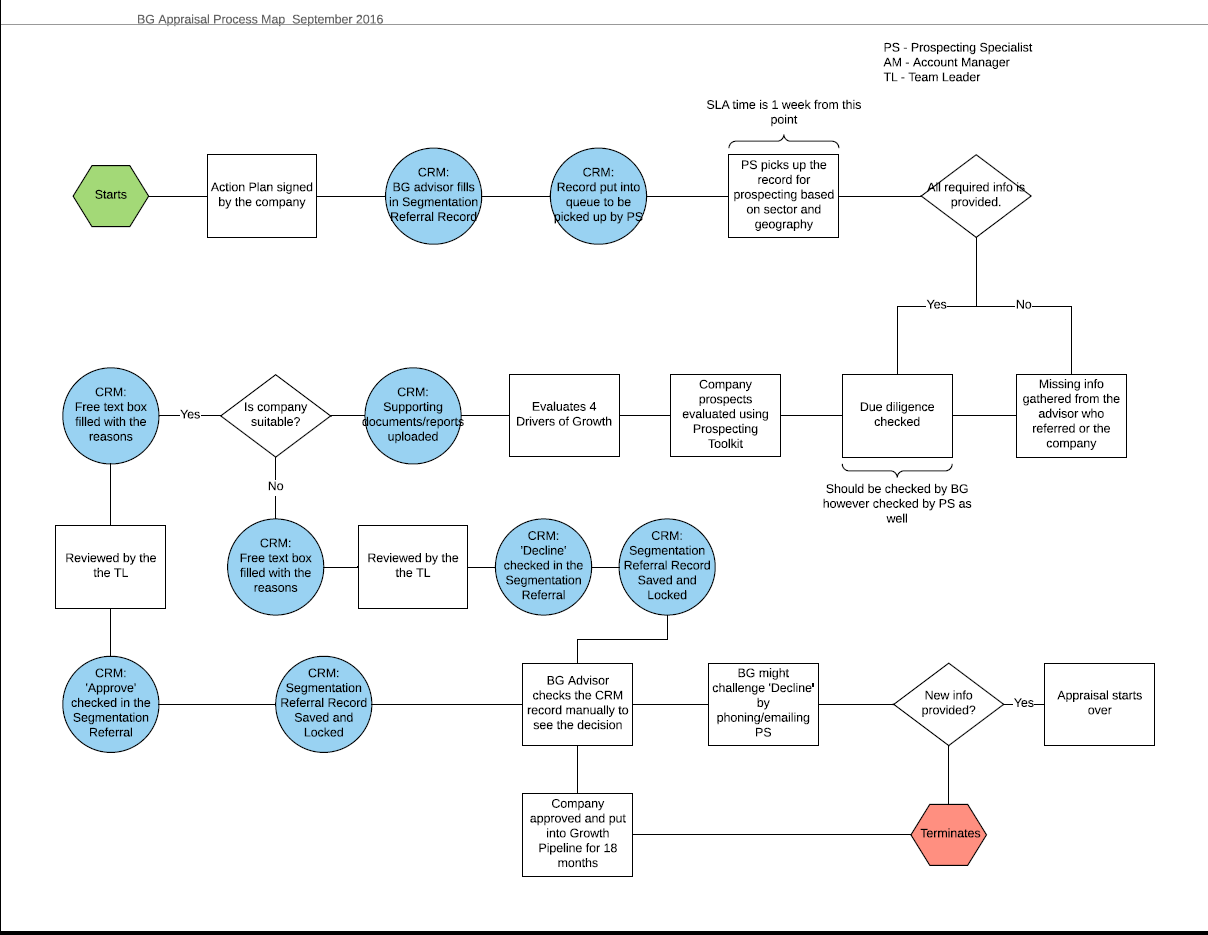 BG Appraisal Process Map  September 2016
PS - Prospecting Specialist
AM - Account Manager
TL - Team Leader
SLA time is 1 week from this
point
Starts
Action Plan signed
by the company
CRM:
BG advisor fills
in Segmentation
Referral Record
CRM:
Record put into
queue to be
picked up by PS
PS picks up the
record for
prospecting based
on sector and
geography
All required info is
provided.
Yes
No
CRM:
Free text box
filled with the
reasons
Yes
Is company
suitable?
CRM:
Supporting
documents/reports
uploaded
Evaluates 4
Drivers of Growth
Company
prospects
evaluated using
Prospecting
Toolkit
Due diligence
checked
Missing info
gathered from the
advisor who
referred or the
company
Should be checked by BG
however checked by PS as
well
No
Reviewed by the
the TL
CRM:
Free text box
filled with the
reasons
Reviewed by the
the TL
CRM:
'Decline'
checked in the
Segmentation
Referral
CRM:
Segmentation
Referral Record
Saved and
Locked
CRM:
'Approve'
checked in the
Segmentation
Referral
CRM:
Segmentation
Referral Record
Saved and
Locked
BG Advisor
checks the CRM
record manually to
see the decision
BG might
challenge 'Decline'
by
phoning/emailing
PS
New info
provided?
Yes
Appraisal starts
over
Company
approved and put
into Growth
Pipeline for 18
months
Terminates